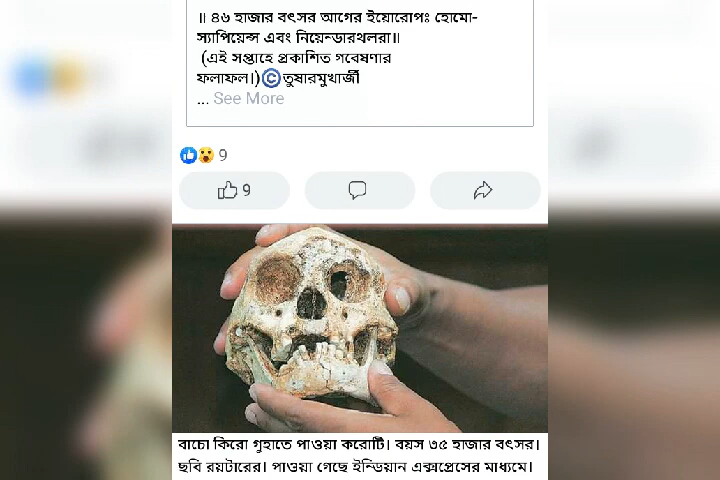 ॥ ৪৬ হাজার বৎসর আগের ইয়োরোপঃ হোমো-
স্যাপিয়েন্স এবং নিয়েন্ডারথলরা॥
(এই সপ্তাহে প্রকাশিত গবেষণার
ফলাফল।)©তুষারমুখার্জী
... See More
9
9
বাচো কিরো গুহাতে পাওয়া করোটি। বয়স ৩৫ হাজার বৎসর।
ছবি রয়টারের। পাওয়া গেছে ইন্ডিয়ান এক্সপ্রেসের মাধ্যমে।